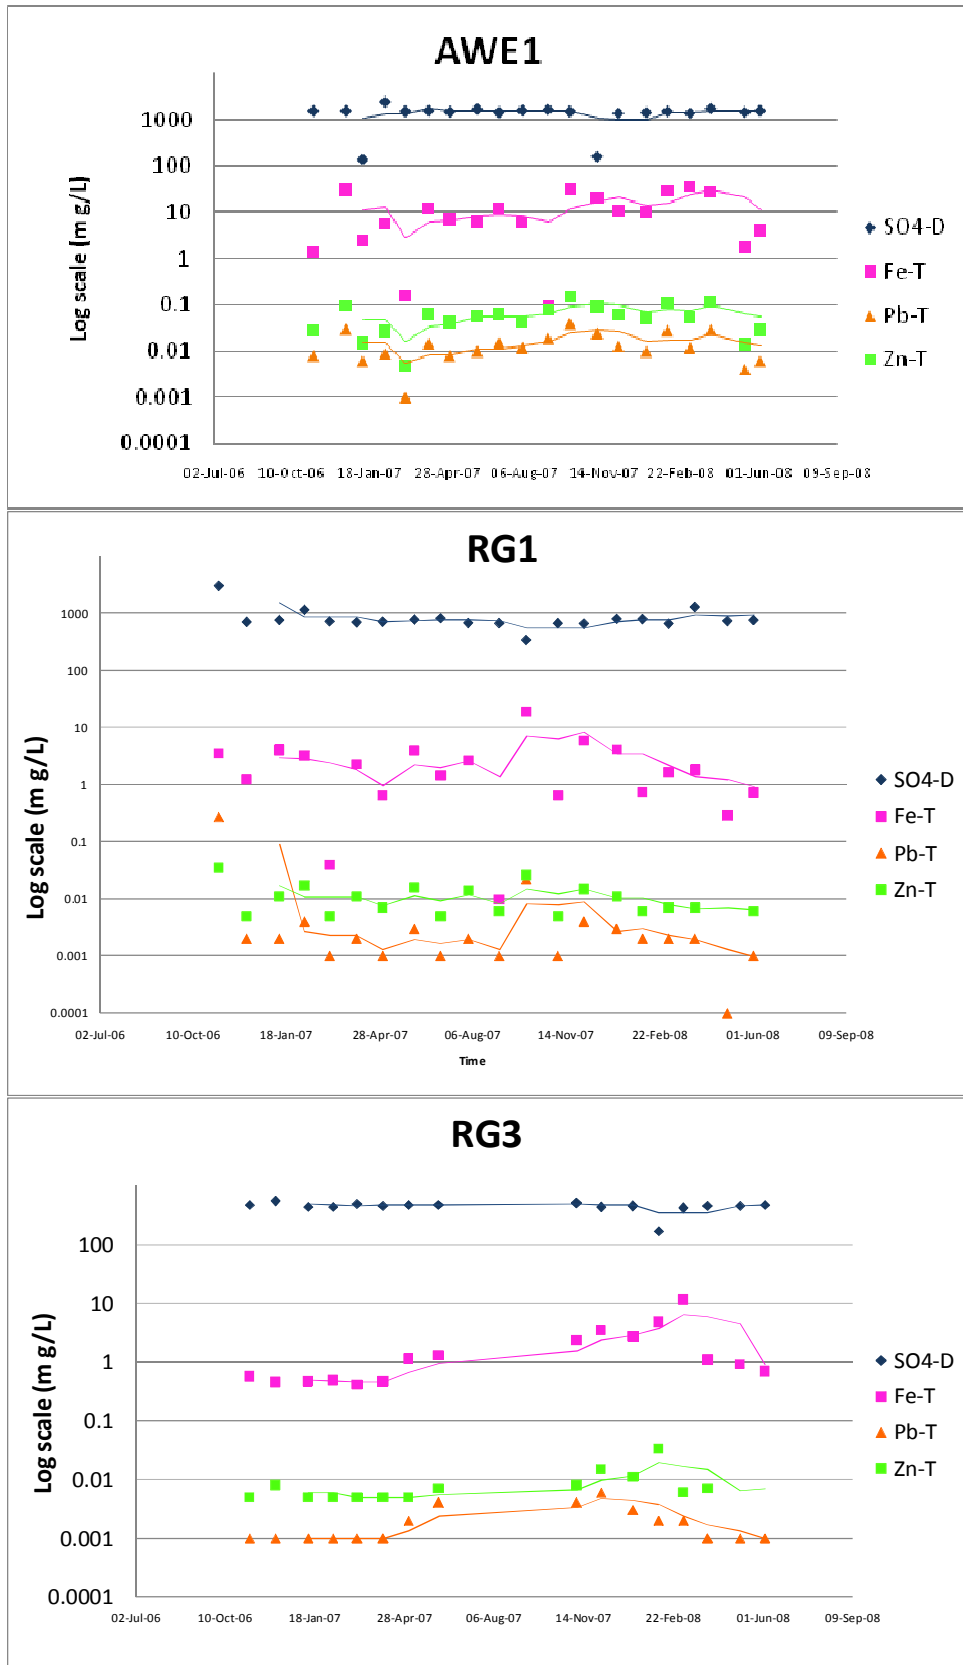 AWE1
Log scale (m g/L)
1000
100
10
1
0.1
0.01
0.001
0.0001
02-Jul-06 10-Oct-06 18-Jan-07 28-Apr-07 06-Aug-07 14-Nov-07 22-Feb-08 01-Jun-08 09-Sep-08
SO4-D
Fe-T
Pb-T
Zn-T
RG1
Log scale (m g/L)
1000
100
10
1
0.1
0.01
0.001
0.0001
02-Jul-06 10-Oct-06 18-Jan-07 28-Apr-07 06-Aug-07 14-Nov-07 22-Feb-08 01-Jun-08 09-Sep-08
Time
SO4-D
Fe-T
Pb-T
Zn-T
RG3
Log scale (m g/L)
100
10
1
0.1
0.01
0.001
0.0001
02-Jul-06 10-Oct-06 18-Jan-07 28-Apr-07 06-Aug-07 14-Nov-07 22-Feb-08 01-Jun-08 09-Sep-08
SO4-D
Fe-T
Pb-T
Zn-T